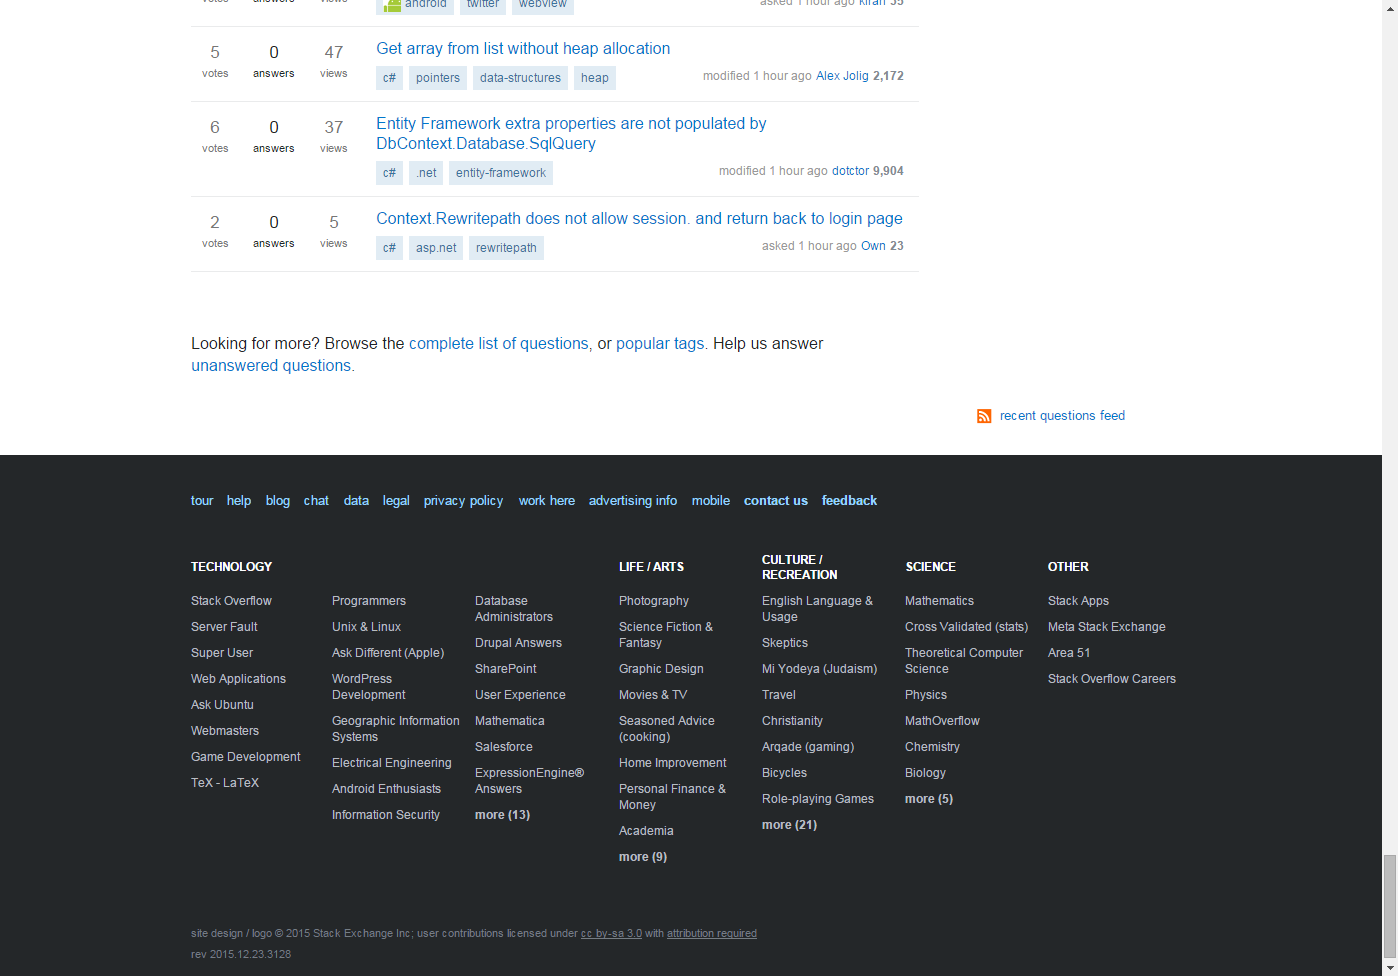 votes answers views android twitter webview asked 1 hour ago kiran 35
5 0 47 Get array from list without heap allocation
votes answers views c# pointers data-structures heap modified 1 hour ago Alex Jolig 2,172
6 0 37 Entity Framework extra properties are not populated by
votes answers views DbContext.Database.SqlQuery
c# .net entity-framework modified 1 hour ago dotctor 9,904
2 0 5 Context.Rewritepath does not allow session. and return back to login page
votes answers views c# asp.net rewritepath asked 1 hour ago Own 23
Looking for more? Browse the complete list of questions, or popular tags. Help us answer
unanswered questions.
recent questions feed
tour help blog chat data legal privacy policy work here advertising info mobile contact us feedback
TECHNOLOGY
Stack Overflow
Server Fault
Super User
Web Applications
Ask Ubuntu
Webmasters
Game Development
TeX - LaTeX
Programmers
Unix & Linux
Ask Different (Apple)
WordPress
Development
Geographic Information
Systems
Electrical Engineering
Android Enthusiasts
Information Security
Database
Administrators
Drupal Answers
SharePoint
User Experience
Mathematica
Salesforce
ExpressionEngine®
Answers
more (13)
LIFE / ARTS
Photography
Science Fiction &
Fantasy
Graphic Design
Movies & TV
Seasoned Advice
(cooking)
Home Improvement
Personal Finance &
Money
Academia
more (9)
CULTURE /
RECREATION
English Language &
Usage
Skeptics
Mi Yodeya (Judaism)
Travel
Christianity
Arqade (gaming)
Bicycles
Role-playing Games
more (21)
SCIENCE
Mathematics
Cross Validated (stats)
Theoretical Computer
Science
Physics
MathOverflow
Chemistry
Biology
more (5)
OTHER
Stack Apps
Meta Stack Exchange
Area 51
Stack Overflow Careers
site design / logo © 2015 Stack Exchange Inc; user contributions licensed under cc by-sa 3.0 with attribution required
rev 2015.12.23.3128